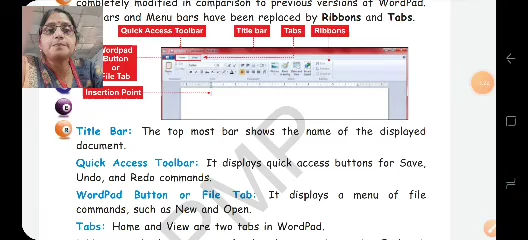 completely modified in comparison to previous versions of WordPad.
ars and Menu bars have been replaced by Ribbons and Tabs.
Quick Access Toolbar
Title bar
Tabs
Ribbons
Wordpad
Button
or
File Tab
Insertion Point
Title Bar: The top most bar shows the name of the displayed
document.
Quick Access Toolbar: It displays quick access buttons for Save,
Undo, and Redo commands.
WordPad Button or File Tab: It displays a menu of file
commands, such as New and Open.
Tabs: Home and View are two tabs in WordPad.